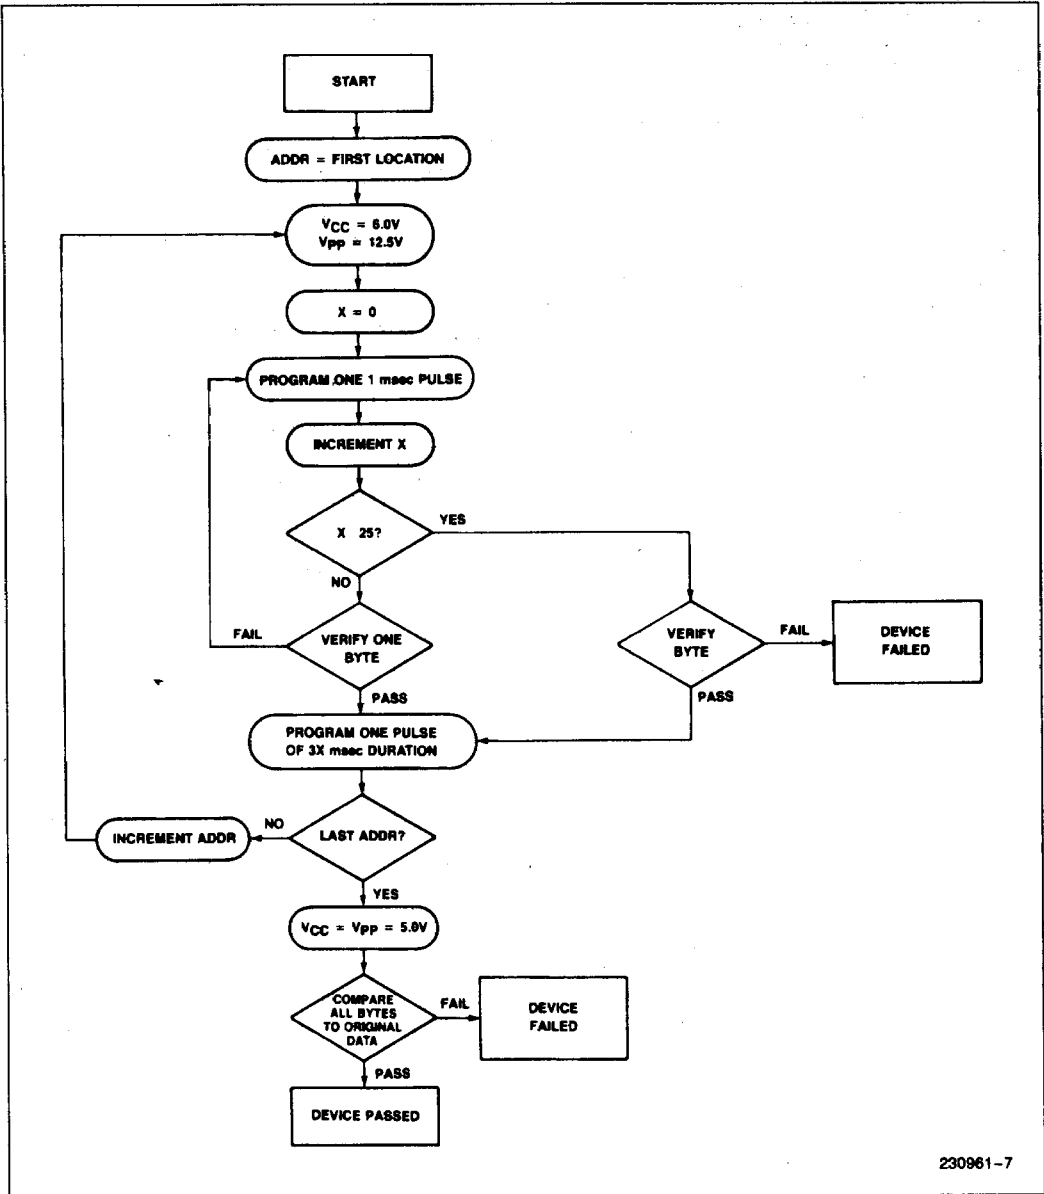 START
ADDR = FIRST LOCATION
VCC = 6.0V
VPP = 12.5V
X = 0
PROGRAM ONE 1 msec PULSE
INCREMENT X
X 25?
YES
NO
VERIFY ONE
BYTE
FAIL
PASS
VERIFY
BYTE
FAIL
DEVICE
FAILED
PASS
PROGRAM ONE PULSE
OF 3X msec DURATION
LAST ADDR?
NO
INCREMENT ADDR
YES
VCC = VPP = 5.0V
COMPARE
ALL BYTES
TO ORIGINAL
DATA
FAIL
DEVICE
FAILED
PASS
DEVICE PASSED
230961-7